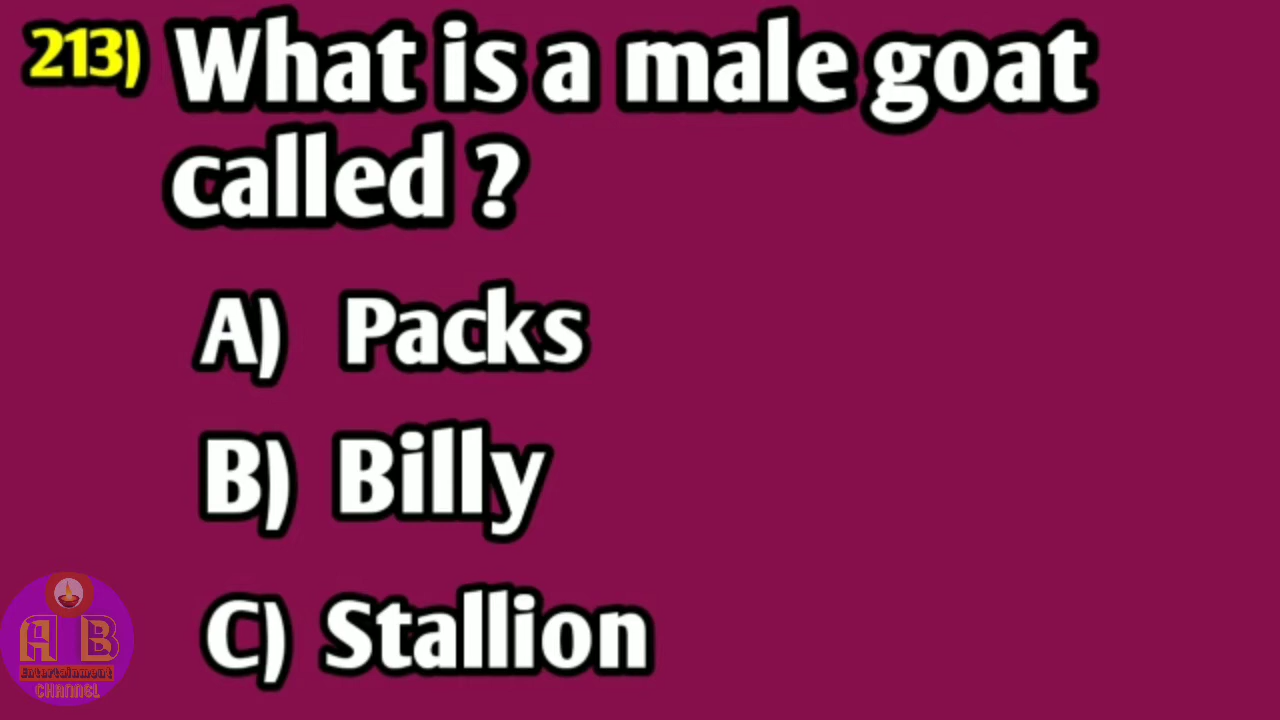 213) What is a male goat
called ?
A) Packs
B) Billy
C) Stallion
A B
Entertainment
CHANNEL